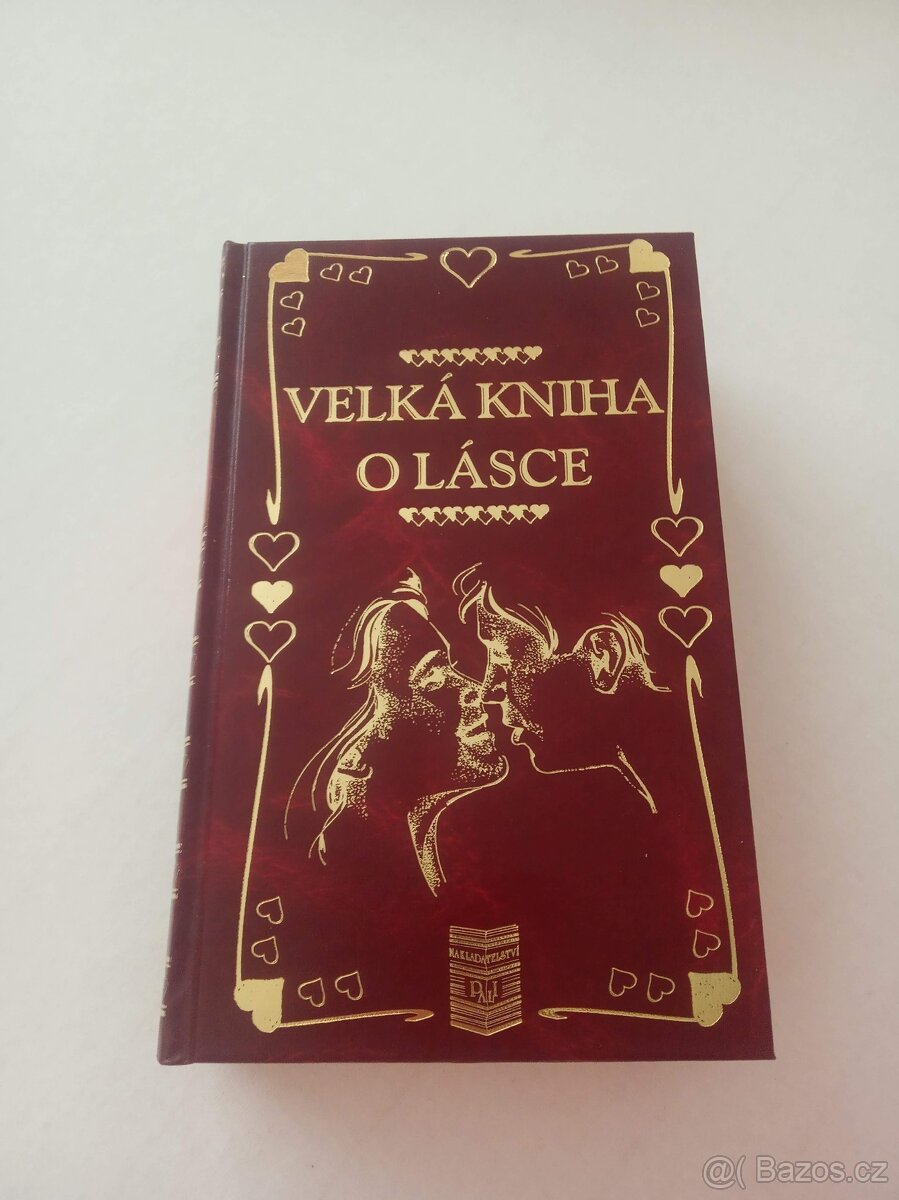 VELKÁ KNIHA
O LÁSCE
NAKLADATELSTVÍ
@( Bazos.cz